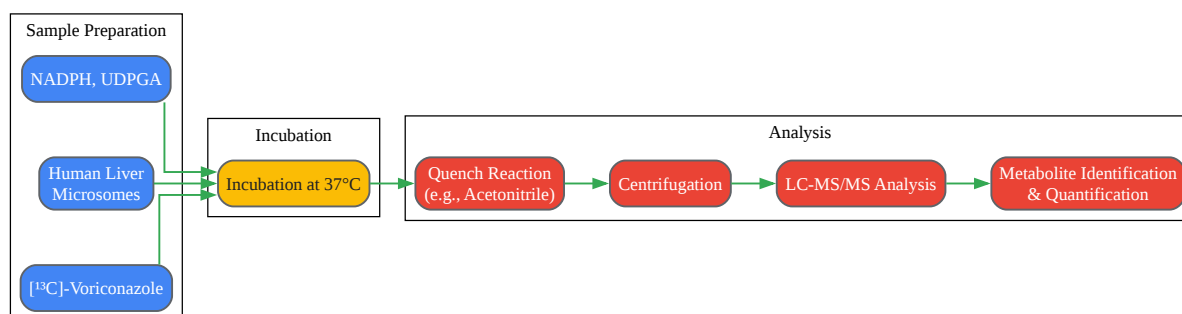 Sample Preparation
NADPH, UDPGA
Human Liver
Microsomes
[¹³C]-Voriconazole
Incubation
Incubation at 37°C
Analysis
Quench Reaction
(e.g., Acetonitrile)
Centrifugation
LC-MS/MS Analysis
Metabolite Identification
& Quantification